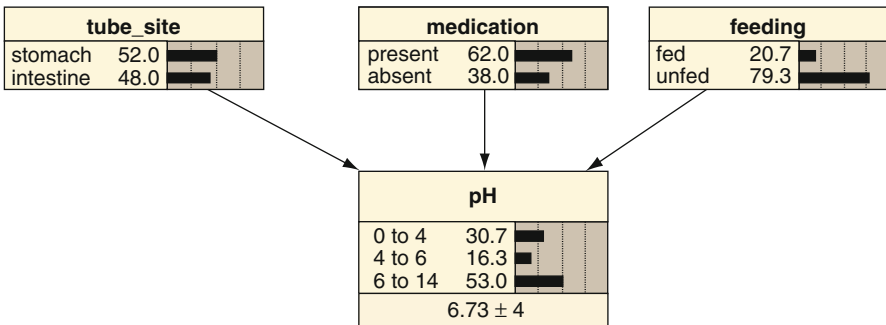 tube_site
stomach 52.0
intestine 48.0
medication
present 62.0
absent 38.0
feeding
fed 20.7
unfed 79.3
pH
0 to 4 30.7
4 to 6 16.3
6 to 14 53.0
6.73 ± 4